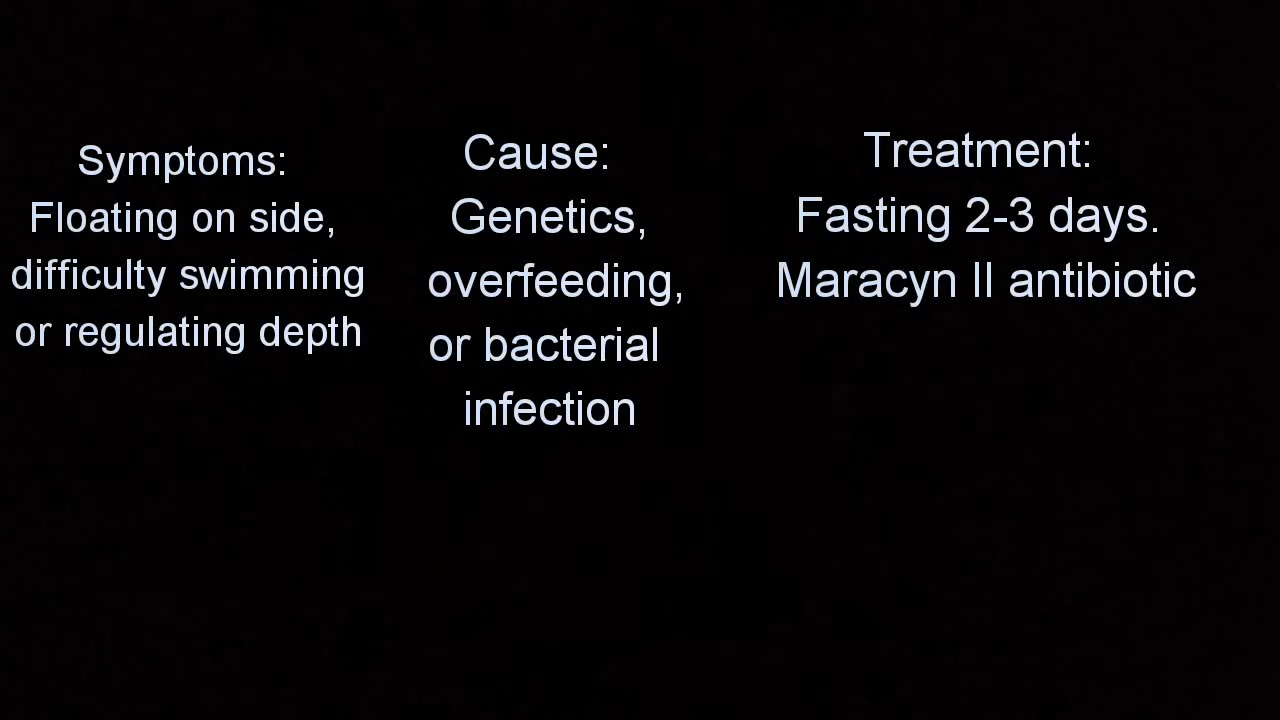 Symptoms:
Floating on side,
difficulty swimming
or regulating depth
Cause:
Genetics,
overfeeding,
or bacterial
infection
Treatment:
Fasting 2-3 days.
Maracyn II antibiotic